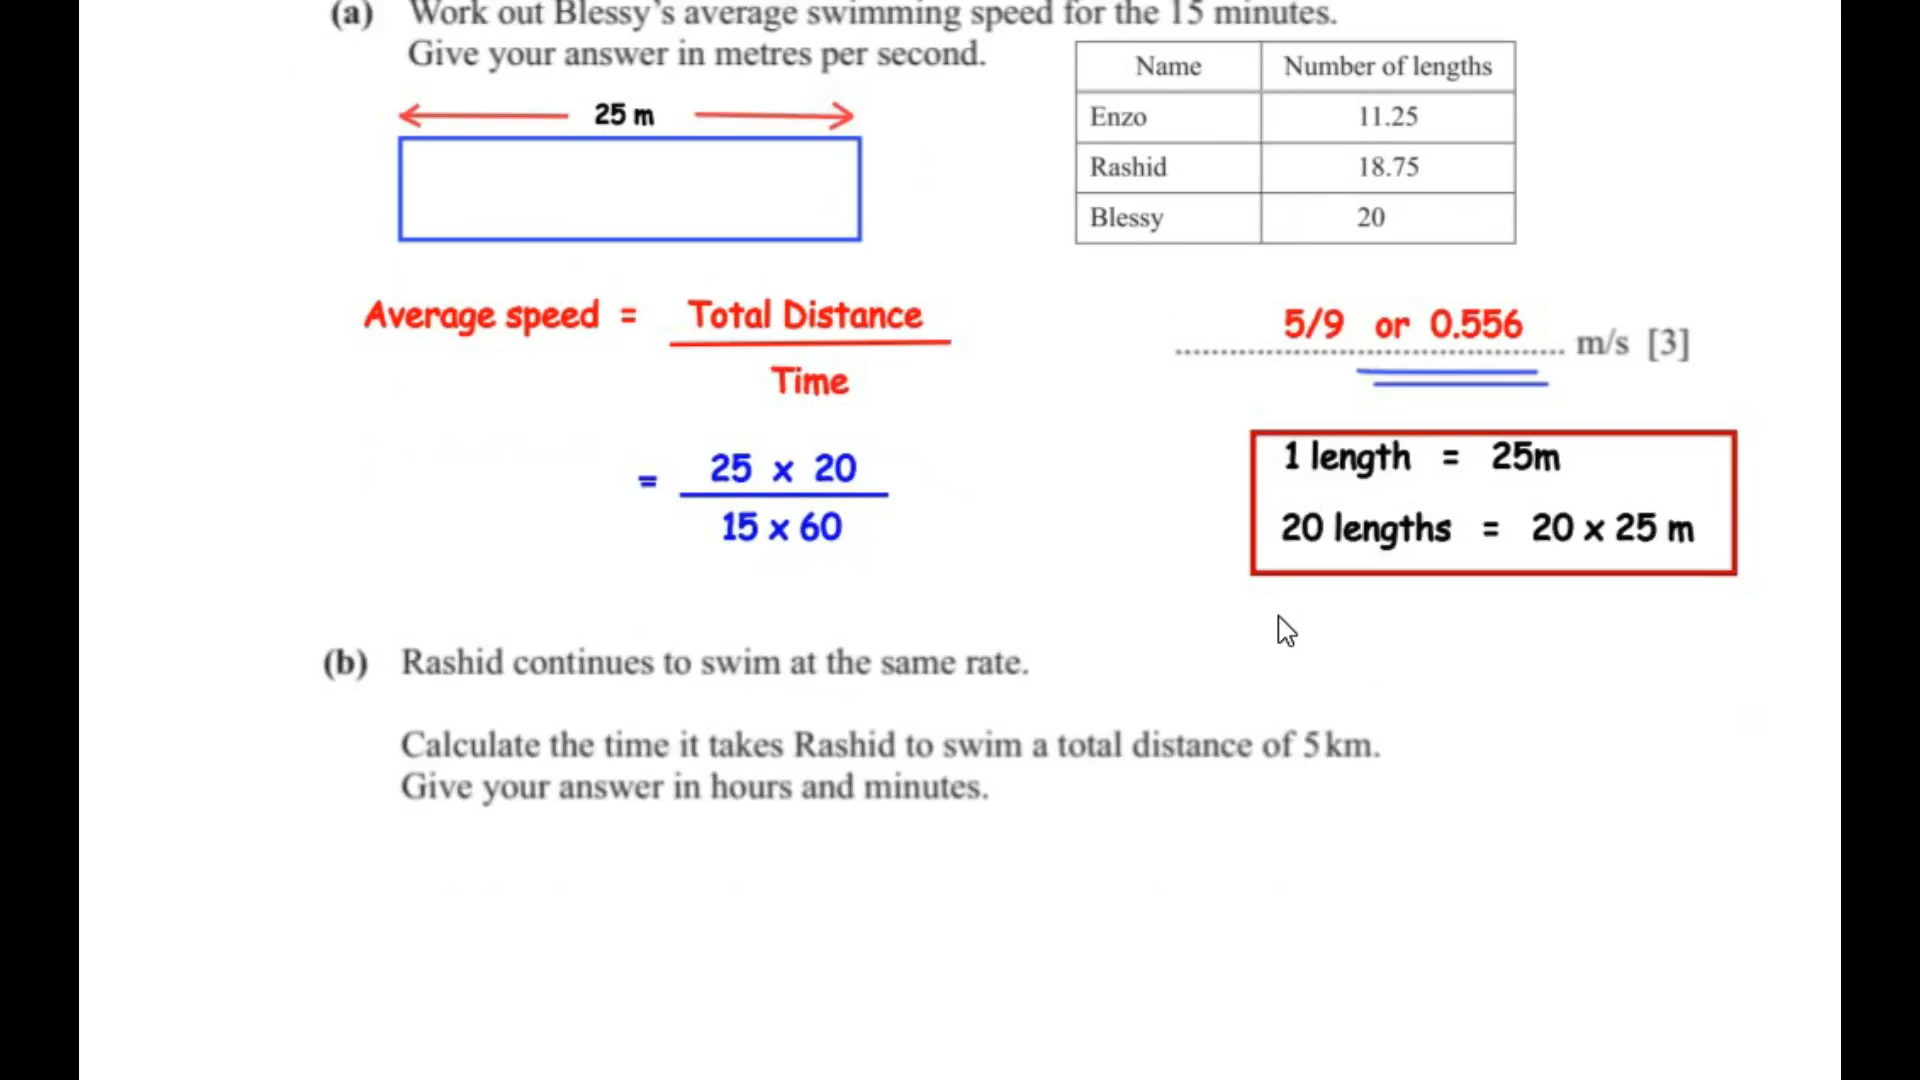 (a) Work out Blessy's average swimming speed for the 15 minutes.
Give your answer in metres per second.
25 m
Name Number of lengths
Enzo 11.25
Rashid 18.75
Blessy 20
Average speed = Total Distance
Time
5/9 or 0.556
m/s [3]
= 25 x 20
15 x 60
1 length = 25m
20 lengths = 20 x 25 m
(b) Rashid continues to swim at the same rate.
Calculate the time it takes Rashid to swim a total distance of 5 km.
Give your answer in hours and minutes.